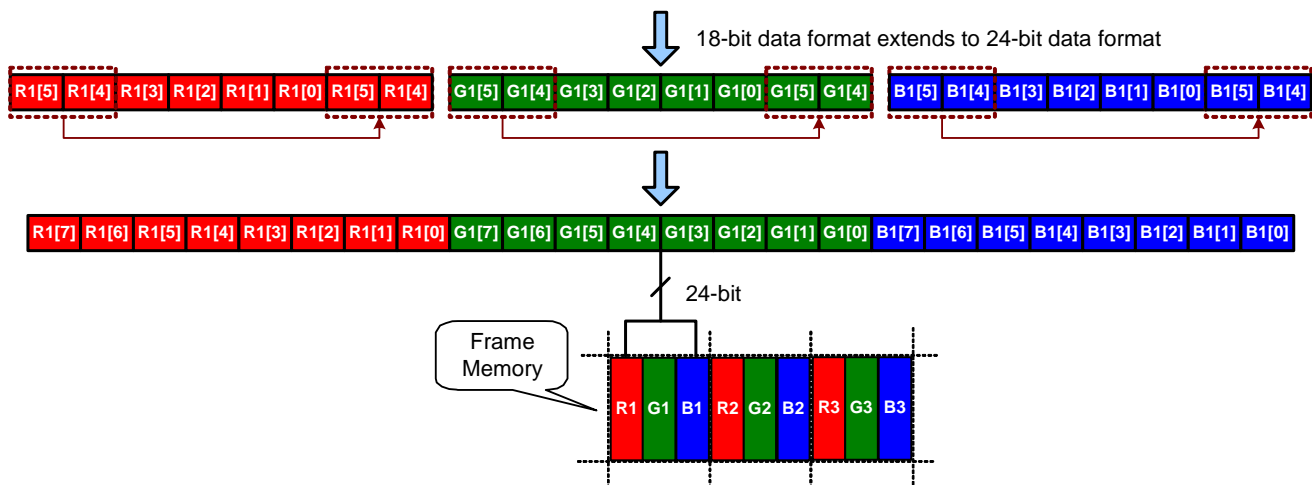 18-bit data format extends to 24-bit data format
R1[5] R1[4] R1[3] R1[2] R1[1] R1[0] R1[5] R1[4] G1[5] G1[4] G1[3] G1[2] G1[1] G1[0] G1[5] G1[4] B1[5] B1[4] B1[3] B1[2] B1[1] B1[0] B1[5] B1[4]
R1[7] R1[6] R1[5] R1[4] R1[3] R1[2] R1[1] R1[0] G1[7] G1[6] G1[5] G1[4] G1[3] G1[2] G1[1] G1[0] B1[7] B1[6] B1[5] B1[4] B1[3] B1[2] B1[1] B1[0]
24-bit
Frame
Memory
R1 G1 B1 R2 G2 B2 R3 G3 B3